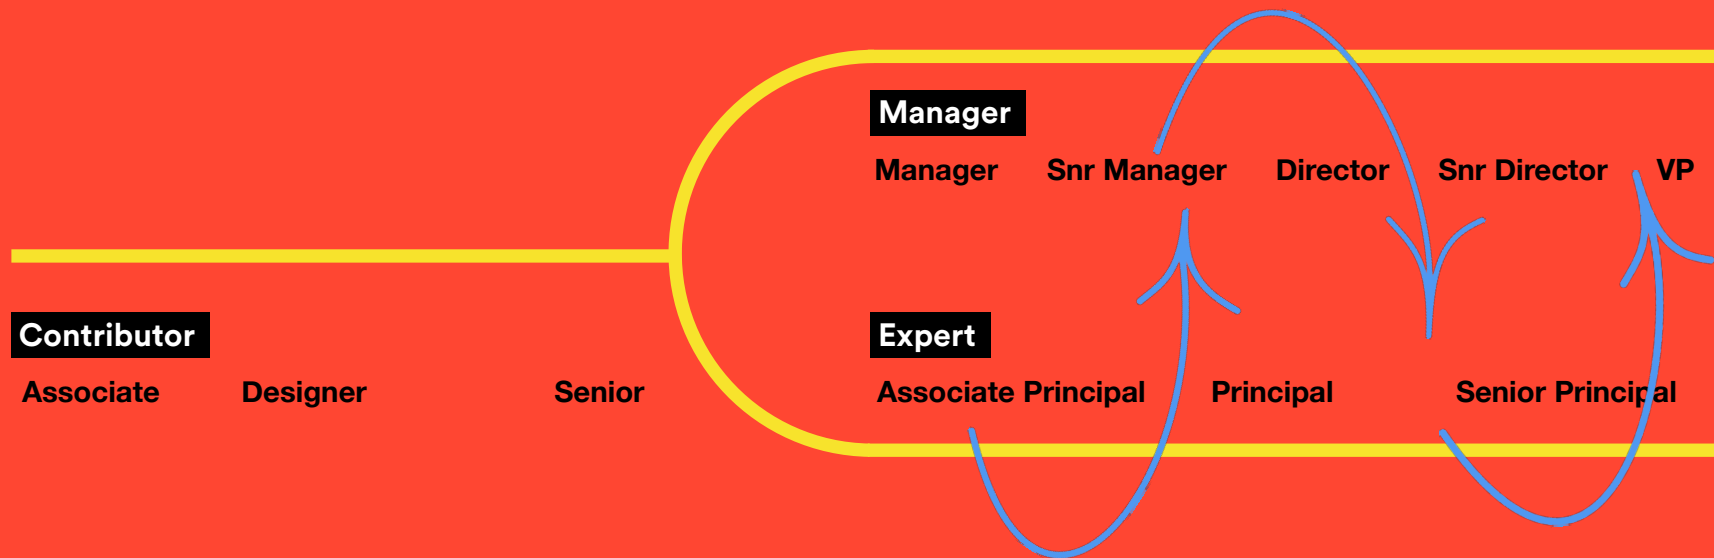 Manager
Manager Snr Manager Director Snr Director VP
Contributor
Associate Designer Senior
Expert
Associate Principal Principal Senior Principal